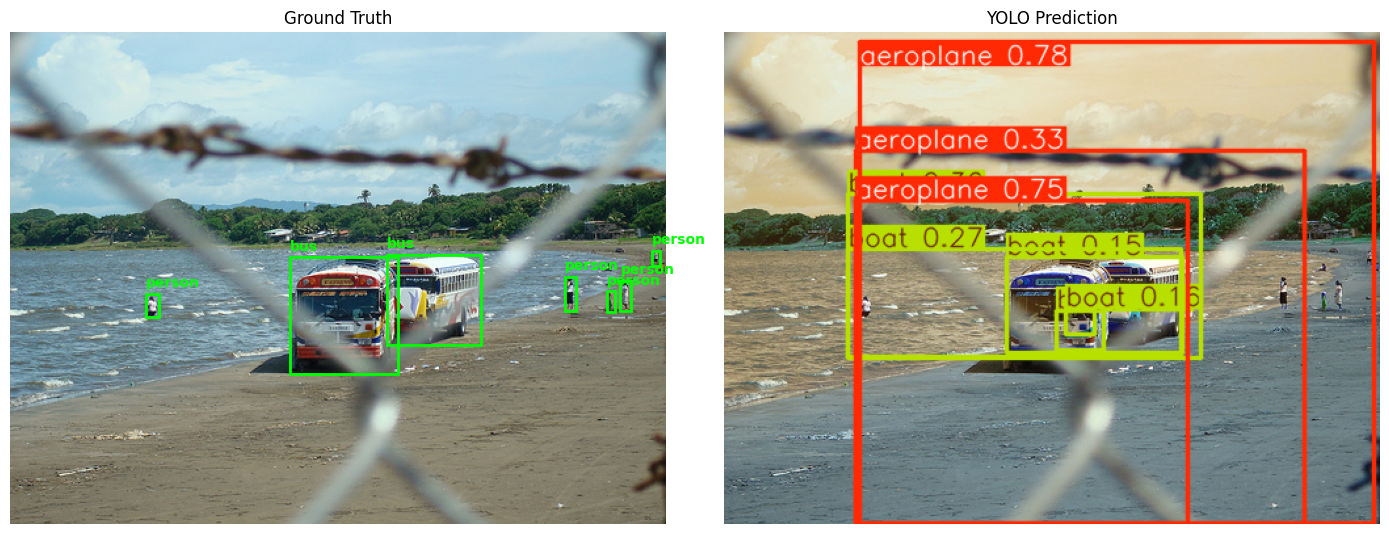 Ground Truth
bus
bus
person
person
person
person
person
YOLO Prediction
aeroplane 0.78
aeroplane 0.33
aeroplane 0.75
boat 0.27
boat 0.15
boat 0.16